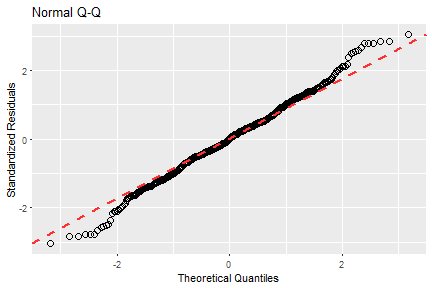 Normal Q-Q
Standardized Residuals
2
0
-2
-2
0
2
Theoretical Quantiles